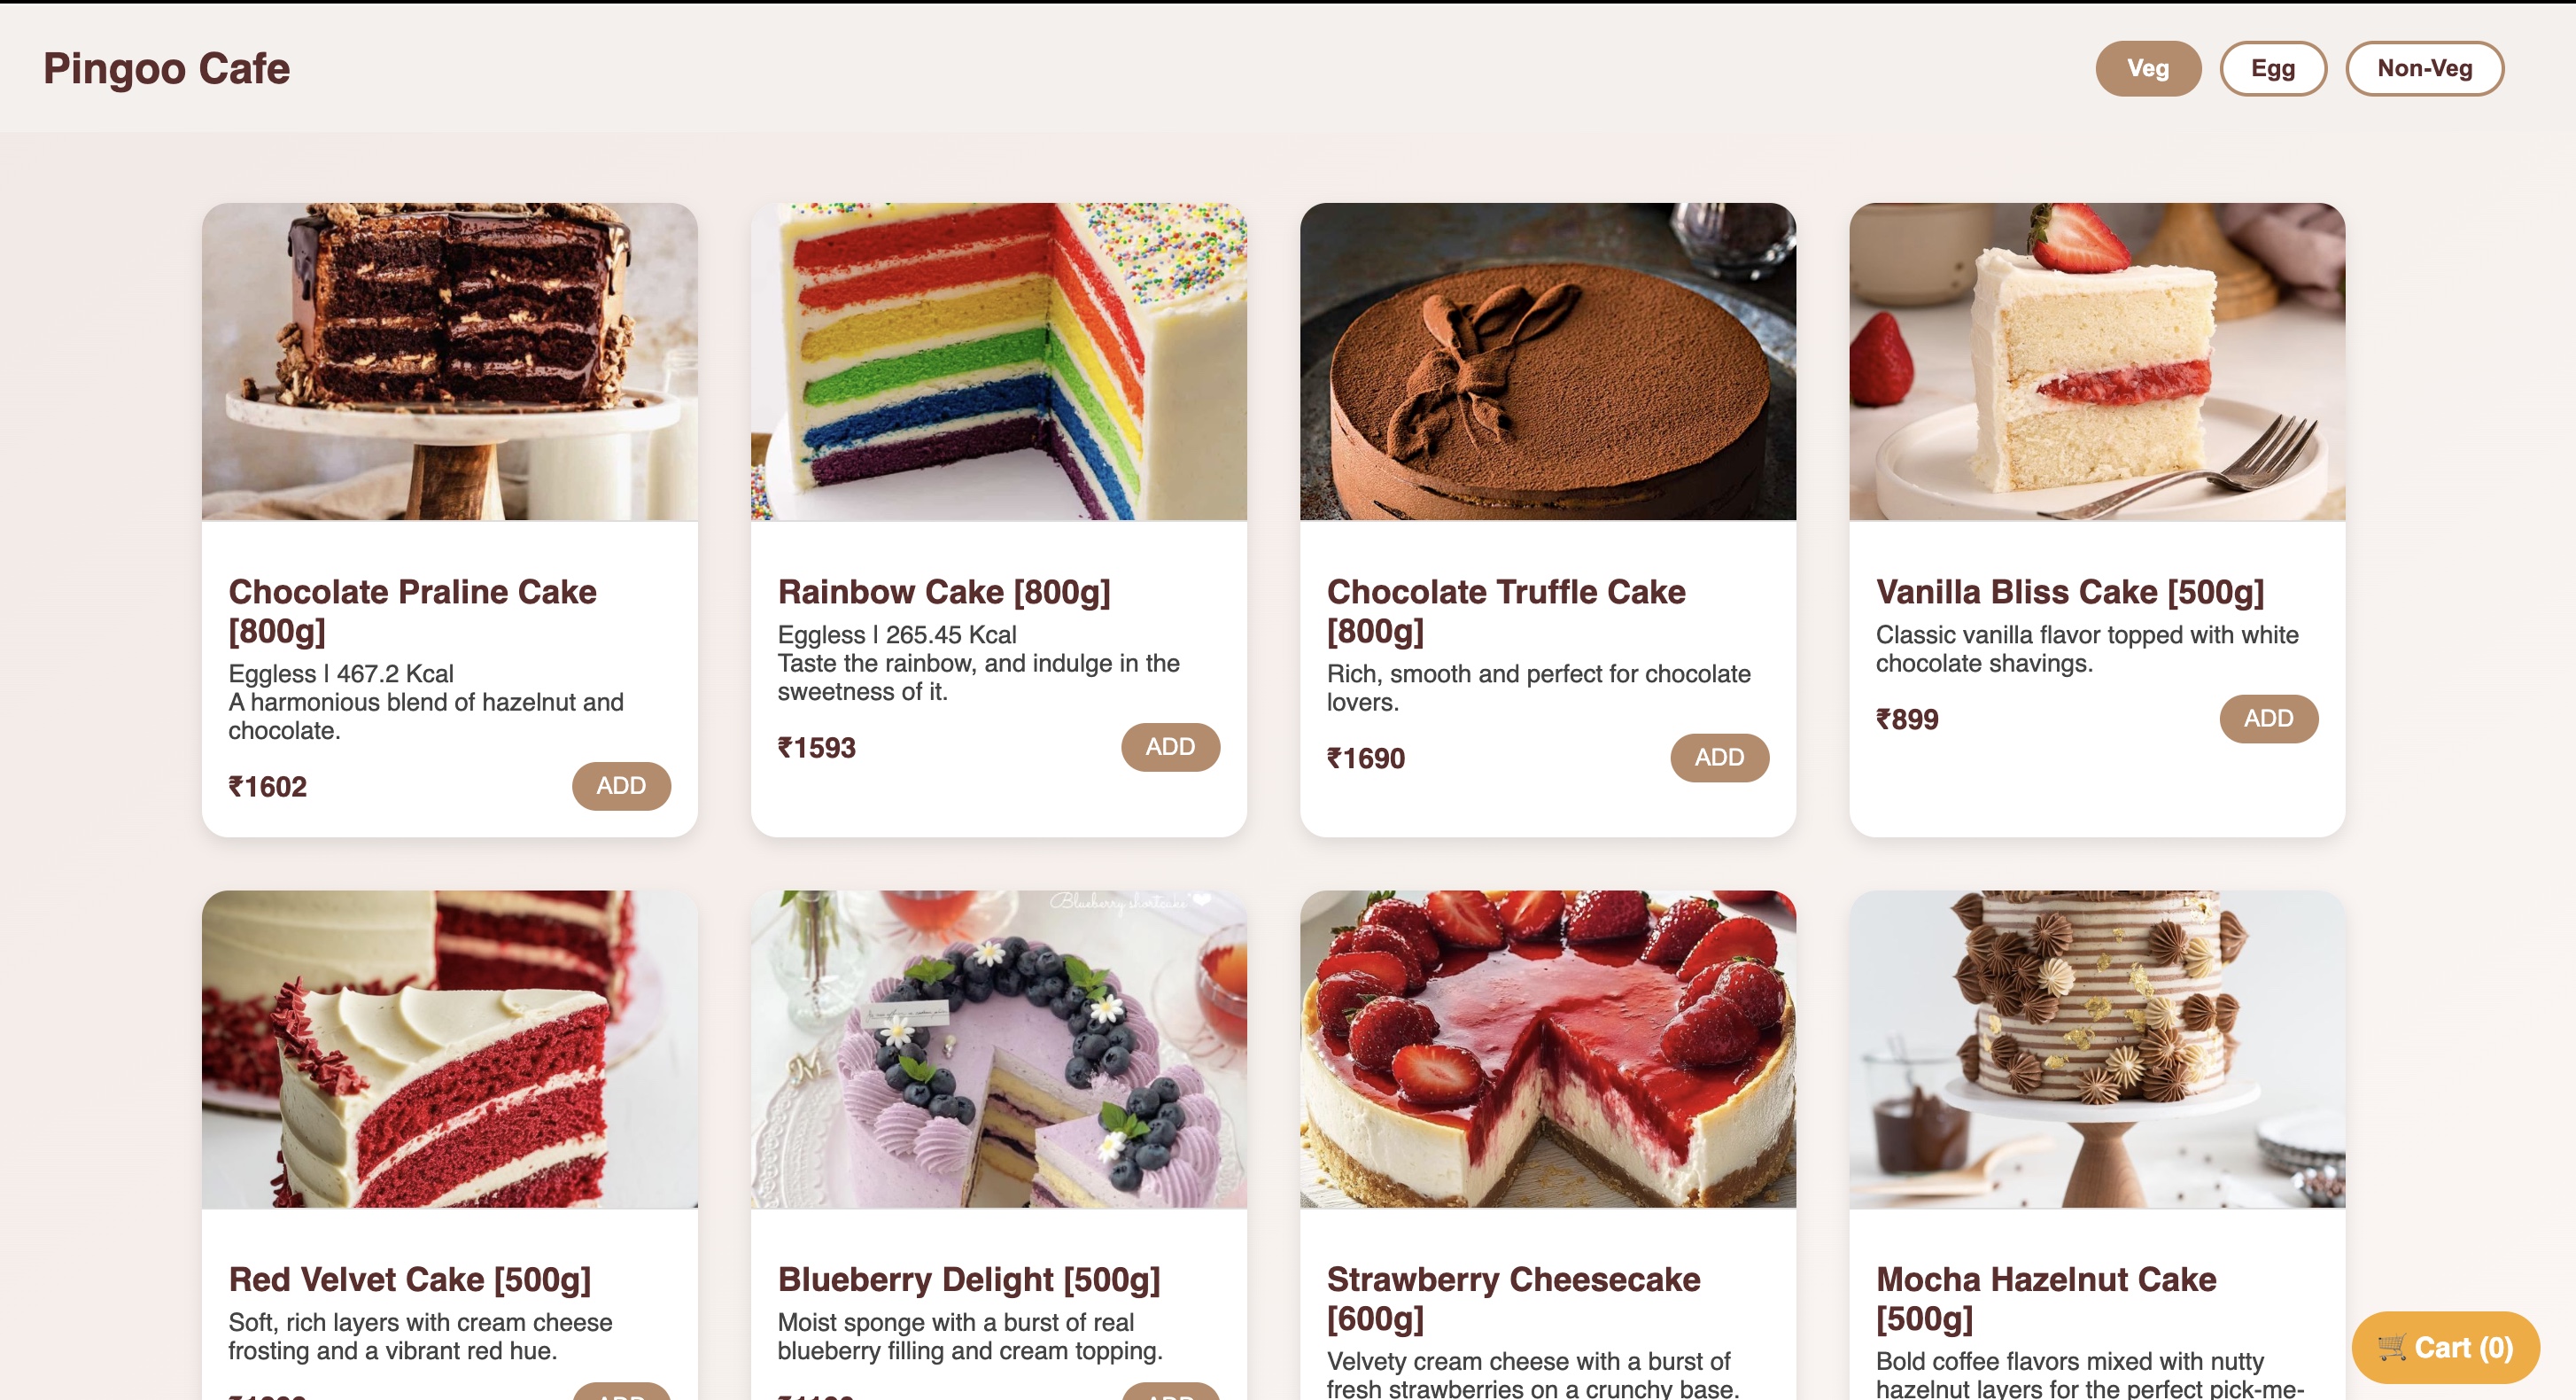 Pingoo Cafe
Veg
Egg
Non-Veg
Chocolate Praline Cake
[800g]
Eggless | 467.2 Kcal
A harmonious blend of hazelnut and
chocolate.
₹1602
ADD
Rainbow Cake [800g]
Eggless | 265.45 Kcal
Taste the rainbow, and indulge in the
sweetness of it.
₹1593
ADD
Chocolate Truffle Cake
[800g]
Rich, smooth and perfect for chocolate
lovers.
₹1690
ADD
Vanilla Bliss Cake [500g]
Classic vanilla flavor topped with white
chocolate shavings.
₹899
ADD
Red Velvet Cake [500g]
Soft, rich layers with cream cheese
frosting and a vibrant red hue.
ADD
Blueberry shortcake
Blueberry Delight [500g]
Moist sponge with a burst of real
blueberry filling and cream topping.
ADD
Strawberry Cheesecake
[600g]
Velvety cream cheese with a burst of
fresh strawberries on a crunchy base.
Mocha Hazelnut Cake
[500g]
Bold coffee flavors mixed with nutty
hazelnut layers for the perfect pick-me-
Cart (0)